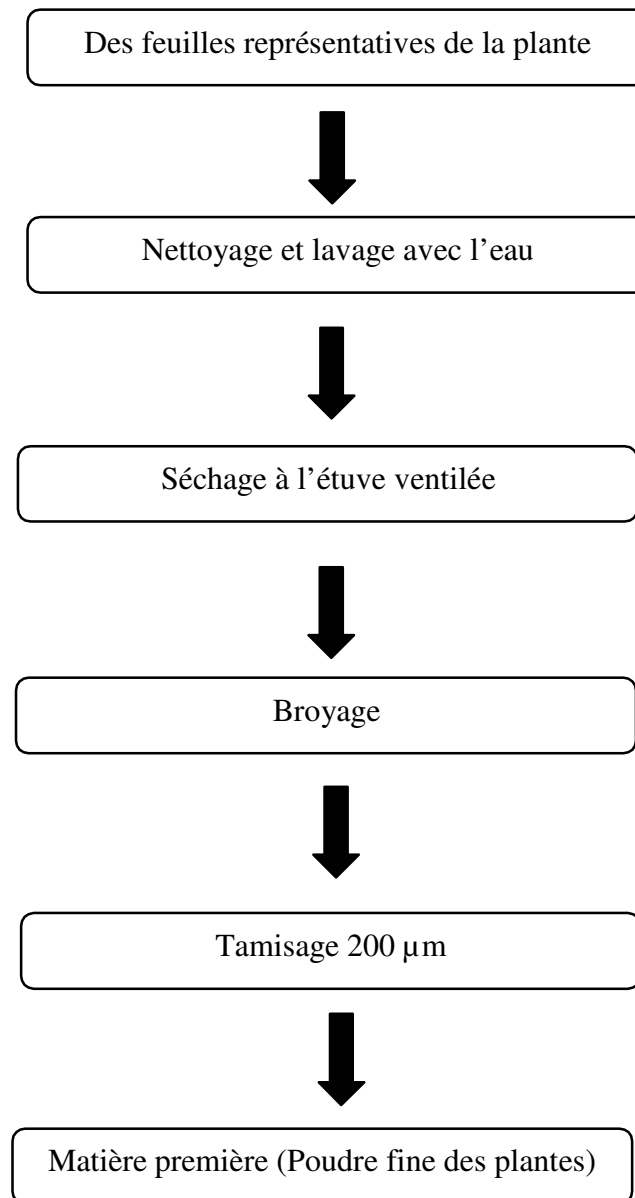 Des feuilles représentatives de la plante
Nettoyage et lavage avec l’eau
Séchage à l’étuve ventilée
Broyage
Tamisage 200 µm
Matière première (Poudre fine des plantes)